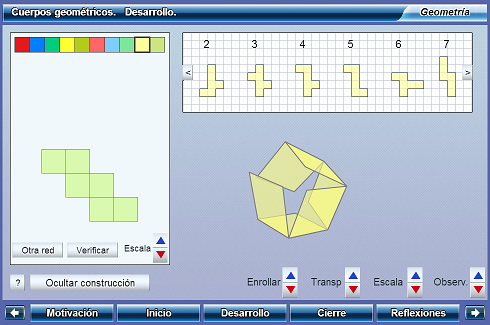 Cuerpos geométricos. Desarrollo.
Geometría
2 3 4 5 6 7
< >
Otra red Verificar Escala
? Ocultar construcción
Enrollar Transp Escala Observ.
Motivación Inicio Desarrollo Cierre Reflexiones